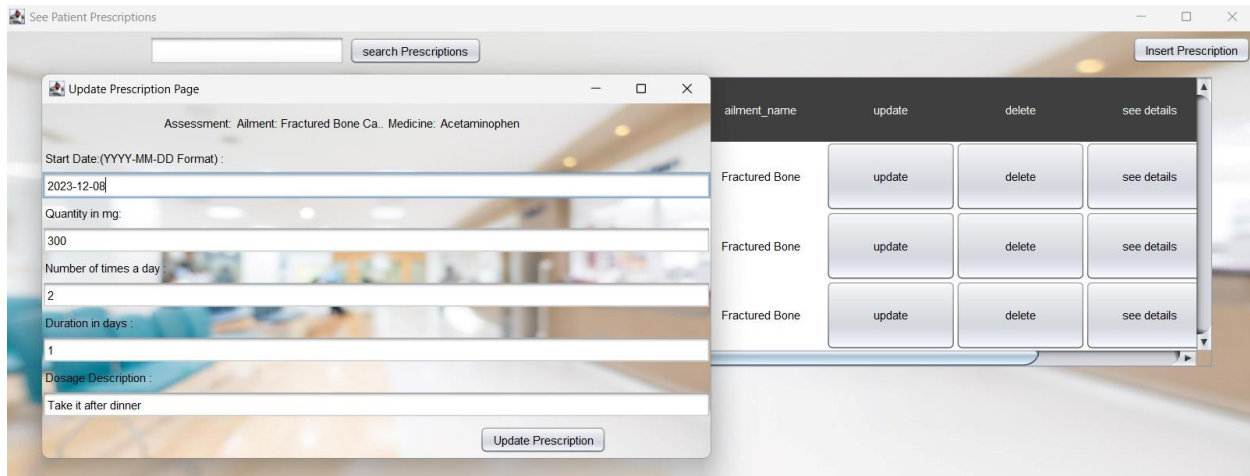 See Patient Prescriptions
search Prescriptions
Insert Prescription
Update Prescription Page
Assessment: Ailment: Fractured Bone Ca.. Medicine: Acetaminophen
Start Date:(YYYY-MM-DD Format) :
2023-12-08
Quantity in mg:
300
Number of times a day :
2
Duration in days :
1
Dosage Description :
Take it after dinner
Update Prescription
ailment_name update delete see details
Fractured Bone update delete see details
Fractured Bone update delete see details
Fractured Bone update delete see details